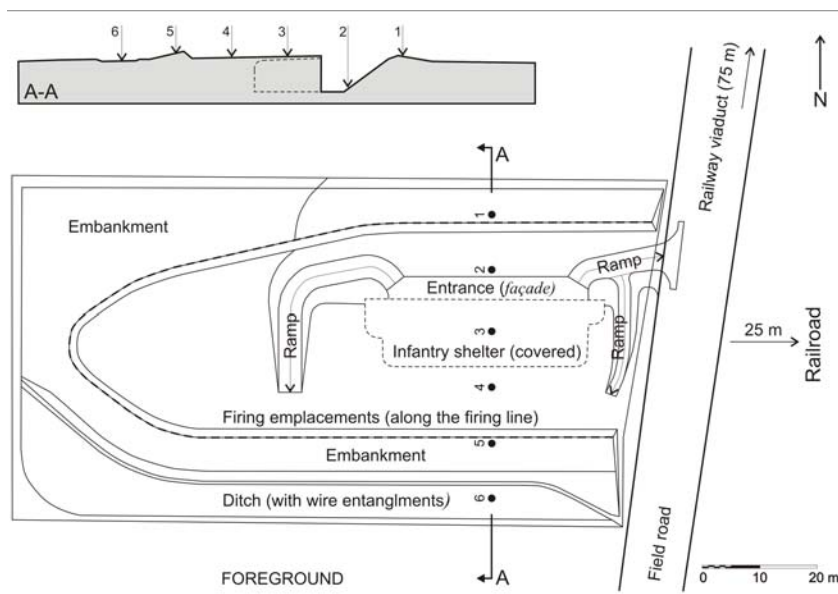 6 5 4 3 2 1
A-A
N
Railway viaduct (75 m)
A
Embankment
1
2
Ramp
Entrance (façade)
Ramp
3
Infantry shelter (covered)
Ramp
25 m
Railroad
4
Firing emplacements (along the firing line)
5
Embankment
6
Ditch (with wire entanglments)
A
Field road
FOREGROUND
0 10 20 m